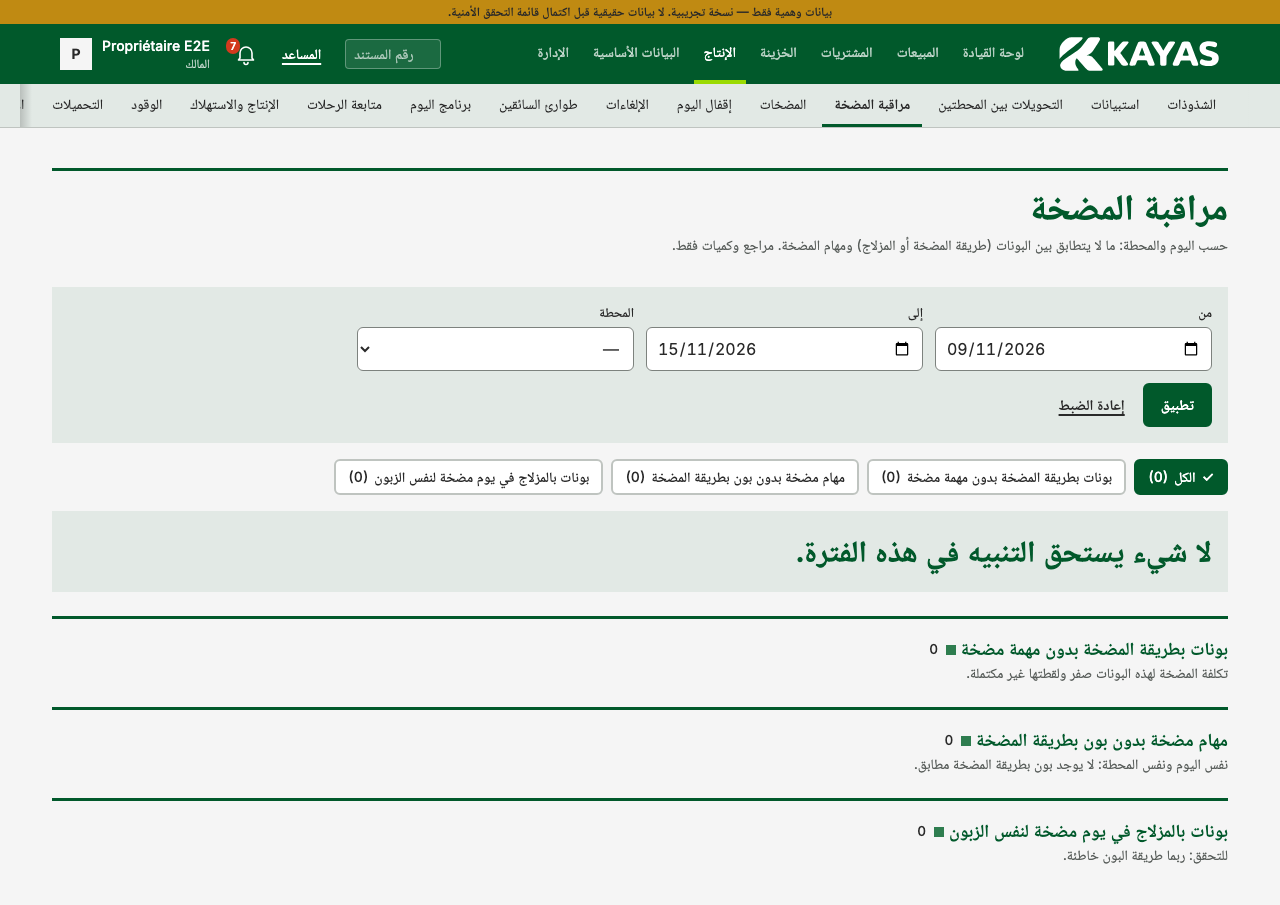 بيانات وهمية فقط — نسخة تجريبية. لا بيانات حقيقية قبل اكتمال قائمة التحقق الأمنية.
KAYAS لوحة القيادة المبيعات المشتريات الخزينة الإنتاج البيانات الأساسية الإدارة رقم المستند المساعد 7 Propriétaire E2E P
المالك
الشذوذات استبيانات التحويلات بين المحطتين مراقبة المضخة المضخات إقفال اليوم الإلغاءات طوارئ السائقين برنامج اليوم متابعة الرحلات الإنتاج والاستهلاك الوقود التحميلات
مراقبة المضخة
حسب اليوم والمحطة: ما لا يتطابق بين البونات (طريقة المضخة أو المزلاج) ومهام المضخة. مراجع وكميات فقط.
من إلى المحطة
09/11/2026 15/11/2026 —
تطبيق إعادة الضبط
✓ الكل (0) بونات بطريقة المضخة بدون مهمة مضخة (0) مهام مضخة بدون بون بطريقة المضخة (0) بونات بالمزلاج في يوم مضخة لنفس الزبون (0)
لا شيء يستحق التنبيه في هذه الفترة.
بونات بطريقة المضخة بدون مهمة مضخة 0
تكلفة المضخة لهذه البونات صفر ولقطتها غير مكتملة.
مهام مضخة بدون بون بطريقة المضخة 0
نفس اليوم ونفس المحطة: لا يوجد بون بطريقة المضخة مطابق.
بونات بالمزلاج في يوم مضخة لنفس الزبون 0
للتحقق: ربما طريقة البون خاطئة.